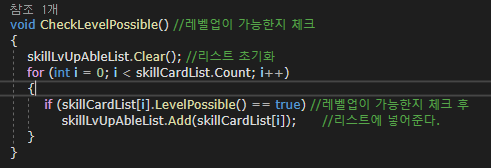 참조 1개
void CheckLevelPossible() //레벨업이 가능한지 체크
{
skillLvUpAbleList.Clear(); //리스트 초기화
for (int i = 0; i < skillCardList.Count; i++)
{
if (skillCardList[i].LevelPossible() == true) //레벨업이 가능한지 체크 후
skillLvUpAbleList.Add(skillCardList[i]); //리스트에 넣어준다.
}
}